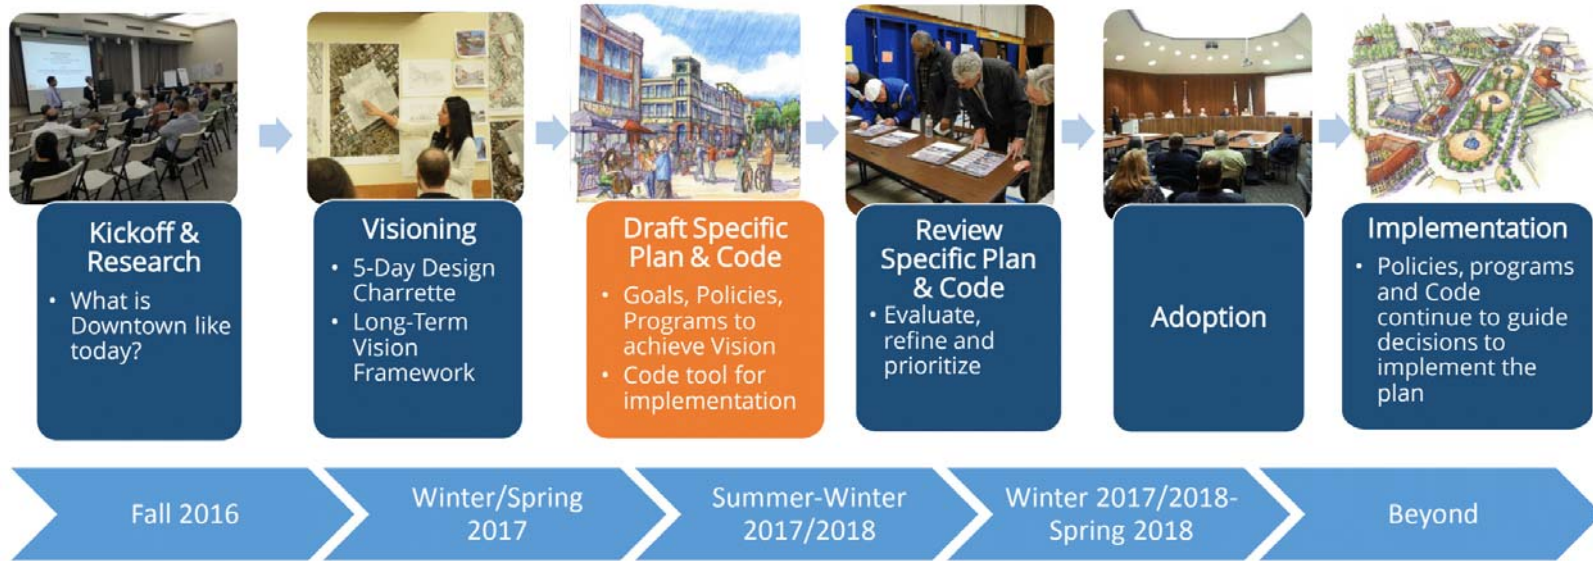 Kickoff &
Research
• What is
Downtown like
today?
Visioning
• 5-Day Design
Charrette
• Long-Term
Vision
Framework
Draft Specific
Plan & Code
• Goals, Policies,
Programs to
achieve Vision
• Code tool for
implementation
Review
Specific Plan
& Code
• Evaluate,
refine and
prioritize
Adoption
Implementation
• Policies, programs
and Code
continue to guide
decisions to
implement the
plan
Fall 2016
Winter/Spring
2017
Summer-Winter
2017/2018
Winter 2017/2018-
Spring 2018
Beyond